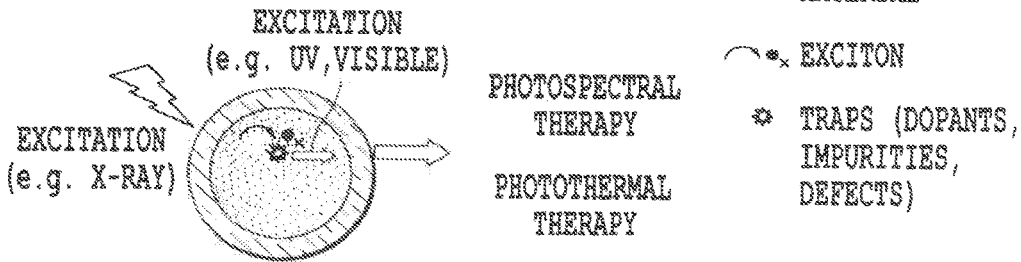 EXCITATION
(e.g. UV,VISIBLE)
EXCITATION
(e.g. X-RAY)
PHOTOSPECTRAL
THERAPY
PHOTOTHERMAL
THERAPY
EXCITON
TRAPS (DOPANTS,
IMPURITIES,
DEFECTS)